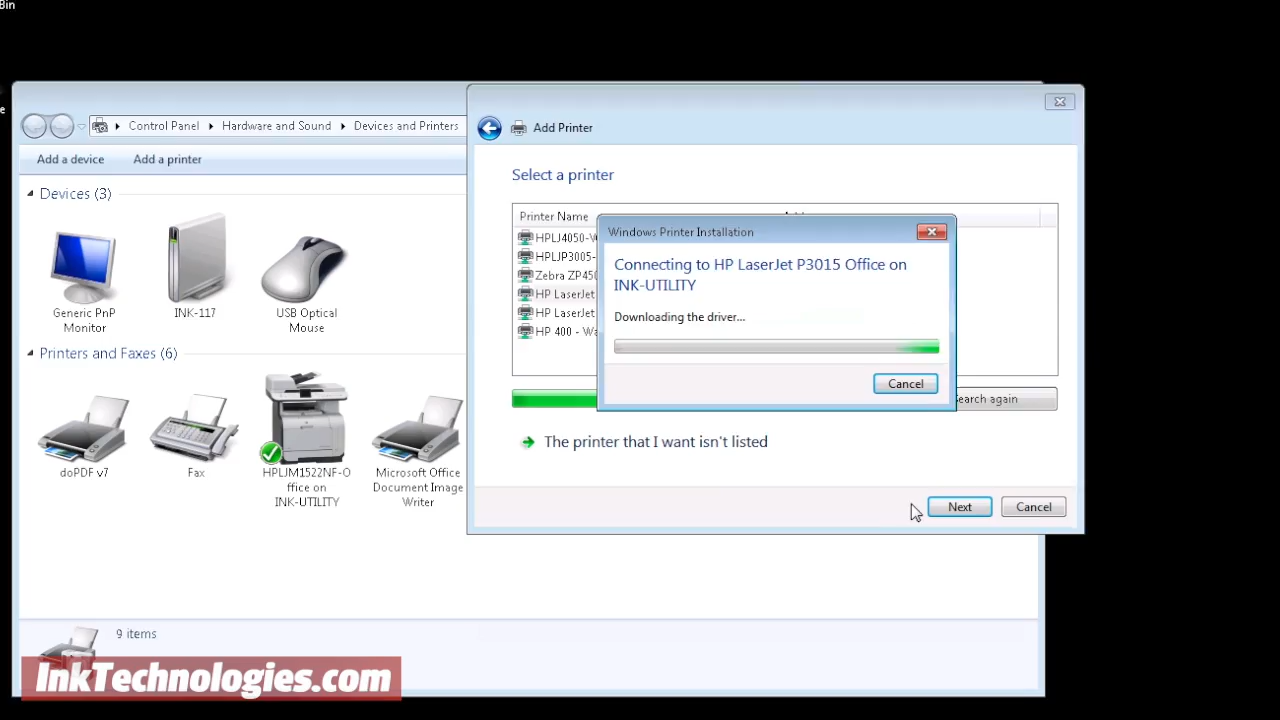 Bin
e
Control Panel
Hardware and Sound
Devices and Printers
Add a device
Add a printer
Devices (3)
Generic PnP
Monitor
INK-117
USB Optical
Mouse
Printers and Faxes (6)
doPDF v7
Fax
HPLJM1522NF-O
ffice on
INK-UTILITY
Microsoft Office
Document Image
Writer
9 items
InkTechnologies.com
Add Printer
Select a printer
Printer Name
HPLJ4050-
HPLJP3005-
Zebra ZP450
HP LaserJet
HP LaserJet
HP 400 - Wa
Search again
The printer that I want isn't listed
Next
Cancel
Windows Printer Installation
Connecting to HP LaserJet P3015 Office on
INK-UTILITY
Downloading the driver...
Cancel